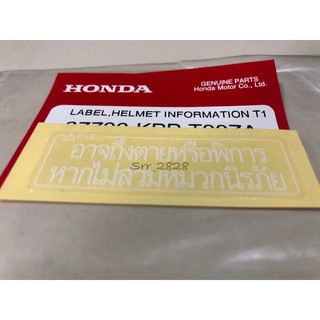 HONDA
GENUINE PARTS
Honda Motor Co., Ltd.
LABEL,HELMET INFORMATION T1
อาจถึงตายหรือพิการ
Srr_2828
หากไม่สวมหมวกนิรภัย